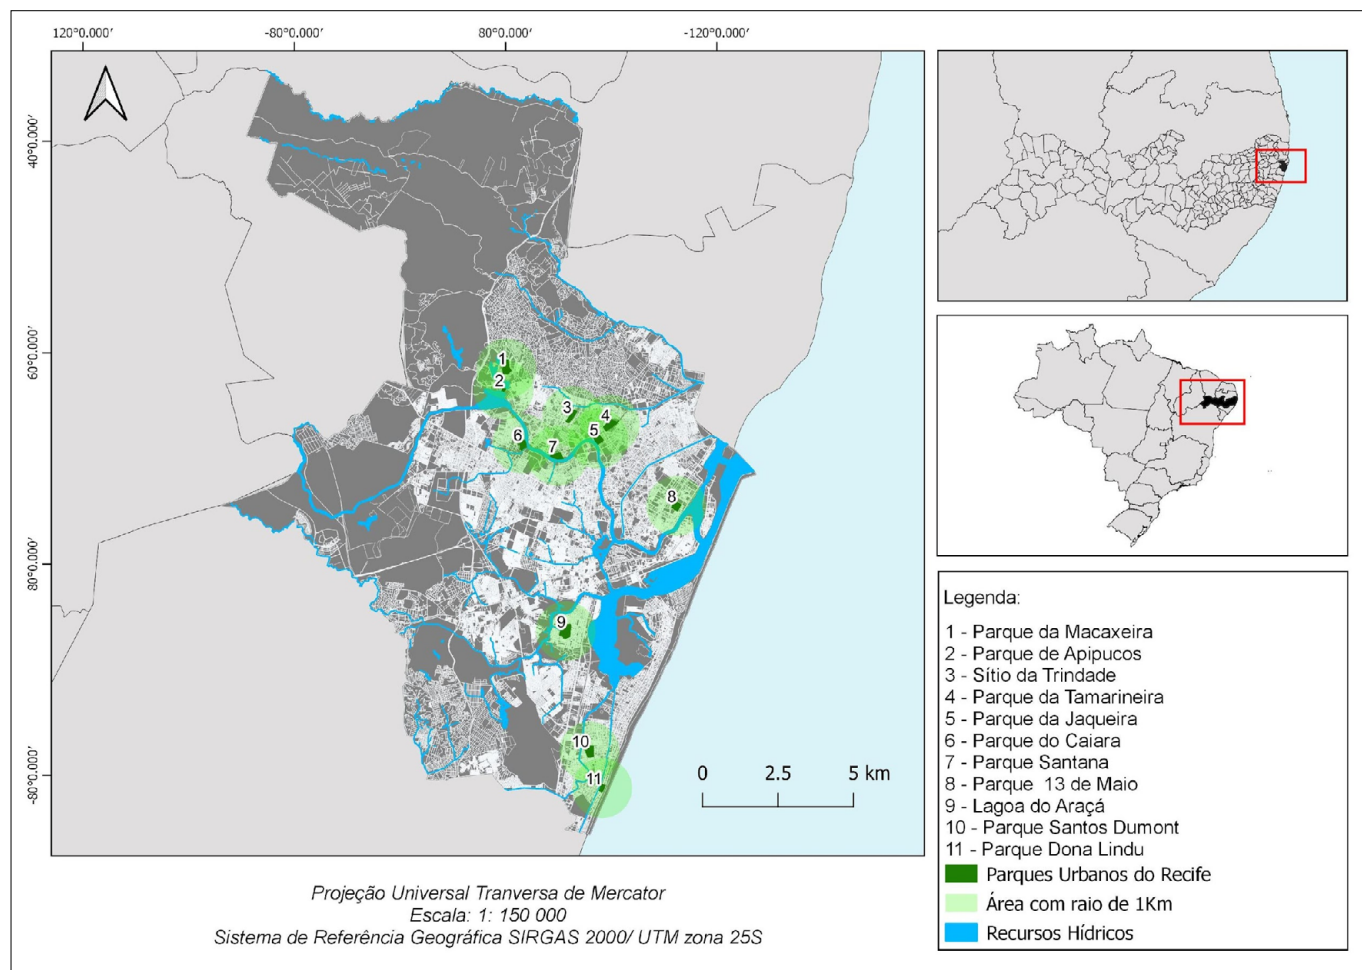 120°0.000' -80°0.000' 80°0.000' -120°0.000'
40°0.000'
60°0.000'
80°0.000'
-80°0.000'
1
2
3
4
5
6
7
8
9
10
11
0 2.5 5 km
Projeção Universal Tranversa de Mercator
Escala: 1: 150 000
Sistema de Referência Geográfica SIRGAS 2000/ UTM zona 25S
Legenda:
1 - Parque da Macaxeira
2 - Parque de Apipucos
3 - Sítio da Trindade
4 - Parque da Tamarineira
5 - Parque da Jaqueira
6 - Parque do Caiara
7 - Parque Santana
8 - Parque 13 de Maio
9 - Lagoa do Araçá
10 - Parque Santos Dumont
11 - Parque Dona Lindu
Parques Urbanos do Recife
Área com raio de 1Km
Recursos Hídricos